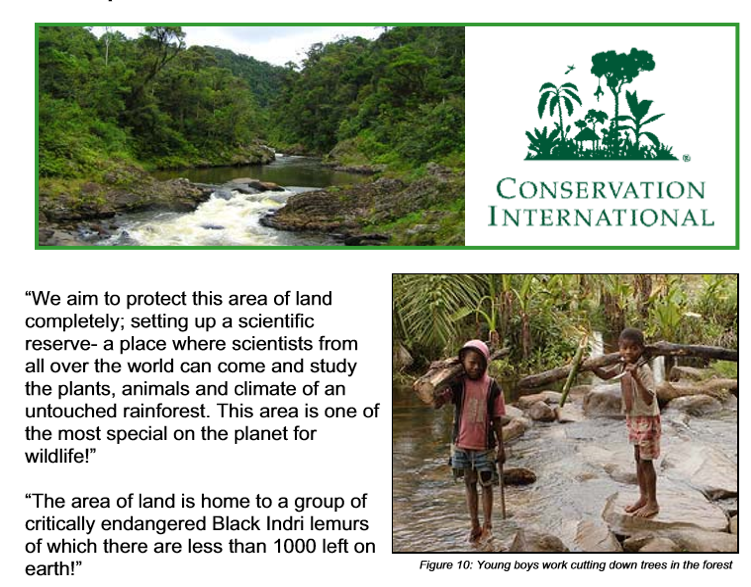 CONSERVATION
INTERNATIONAL
®
“We aim to protect this area of land
completely; setting up a scientific
reserve- a place where scientists from
all over the world can come and study
the plants, animals and climate of an
untouched rainforest. This area is one of
the most special on the planet for
wildlife!”
“The area of land is home to a group of
critically endangered Black Indri lemurs
of which there are less than 1000 left on
earth!”
Figure 10: Young boys work cutting down trees in the forest